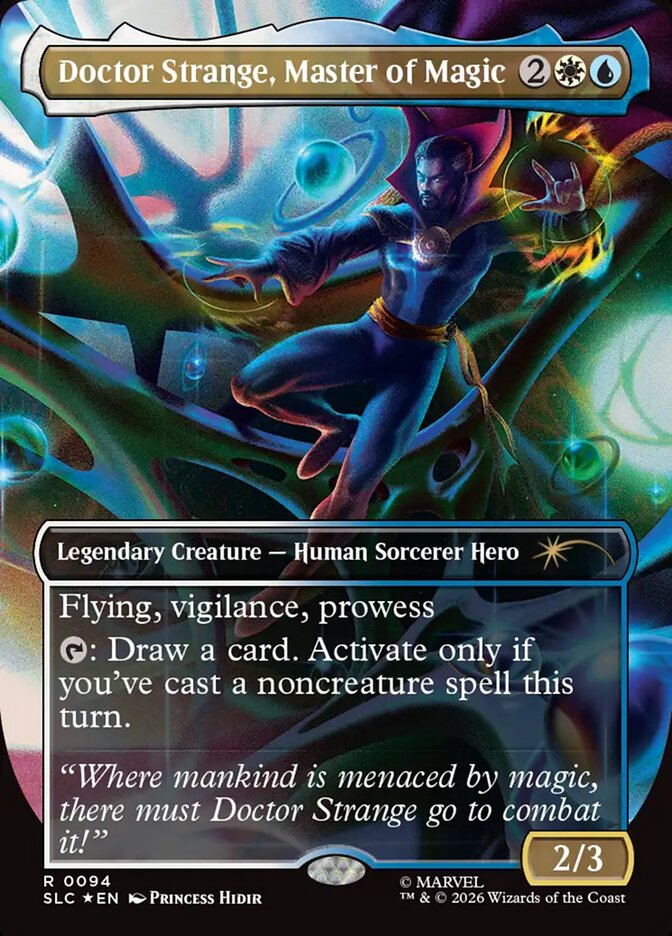 Doctor Strange, Master of Magic 2
Legendary Creature — Human Sorcerer Hero
Flying, vigilance, prowess
: Draw a card. Activate only if
you've cast a noncreature spell this
turn.
“Where mankind is menaced by magic,
there must Doctor Strange go to combat
it!”
2/3
R 0094
SLC ★ EN Princess Hidir
© MARVEL
™ & © 2026 Wizards of the Coast